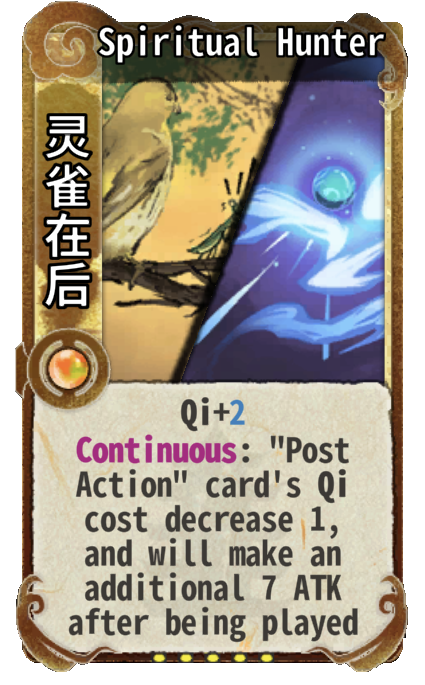 Spiritual Hunter
灵雀在后
Qi+2
Continuous: "Post
Action" card's Qi
cost decrease 1,
and will make an
additional 7 ATK
after being played